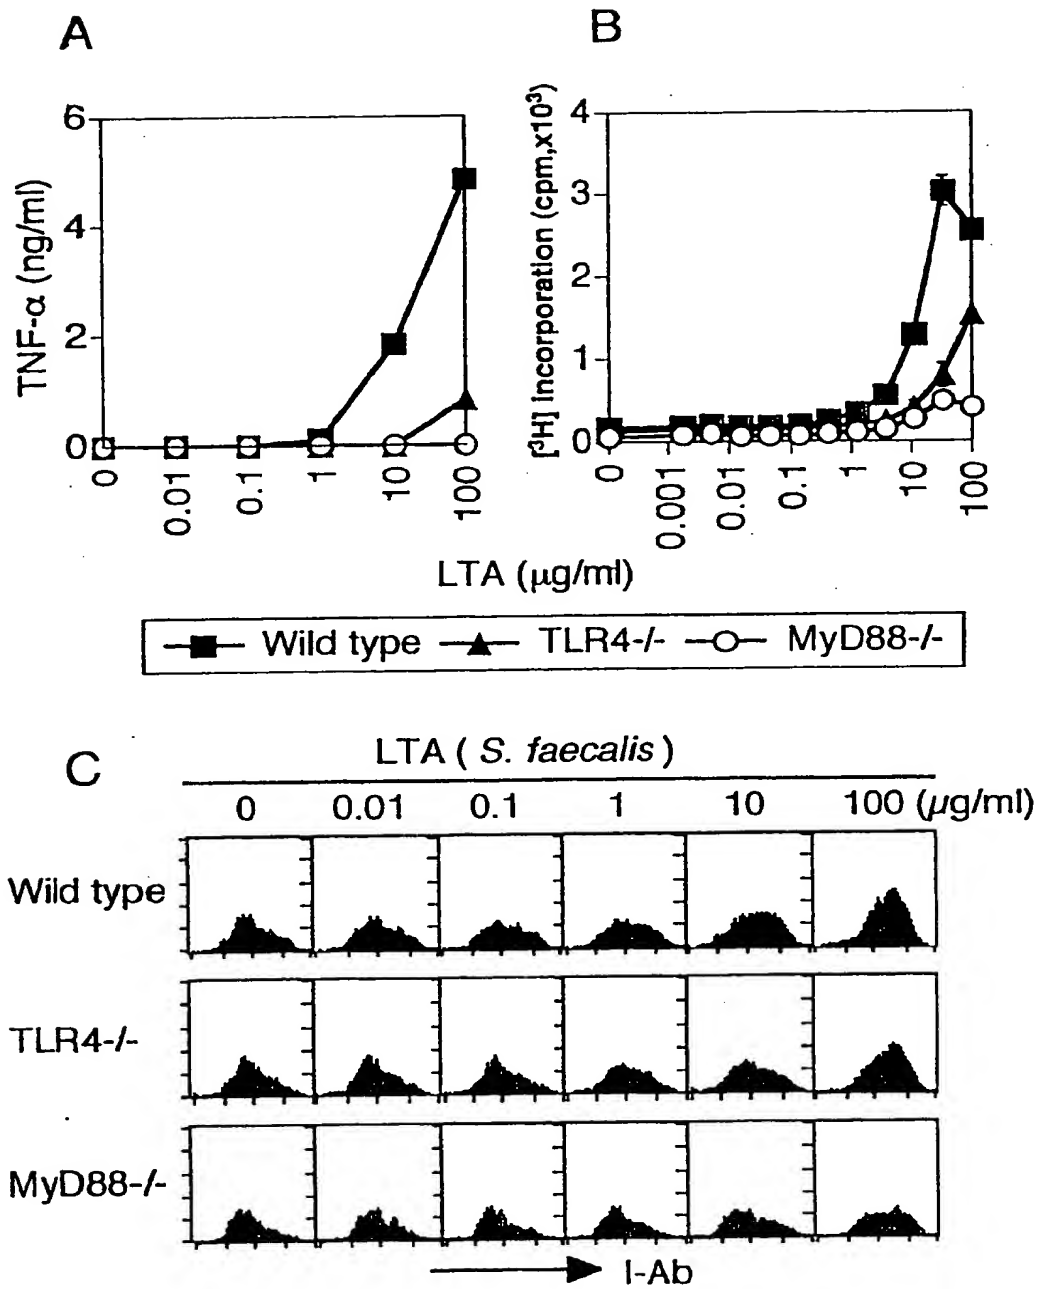 A
B
TNF-α (ng/ml)
6
4
2
0
0
0.01
0.1
1
10
100
[³H] Incorporation (cpm,x10³)
4
3
2
1
0
0
0.001
0.01
0.1
1
10
100
LTA (μg/ml)
Wild type TLR4-/- MyD88-/-
C
LTA ( S. faecalis )
0 0.01 0.1 1 10 100 (μg/ml)
Wild type
TLR4-/-
MyD88-/-
I-Ab